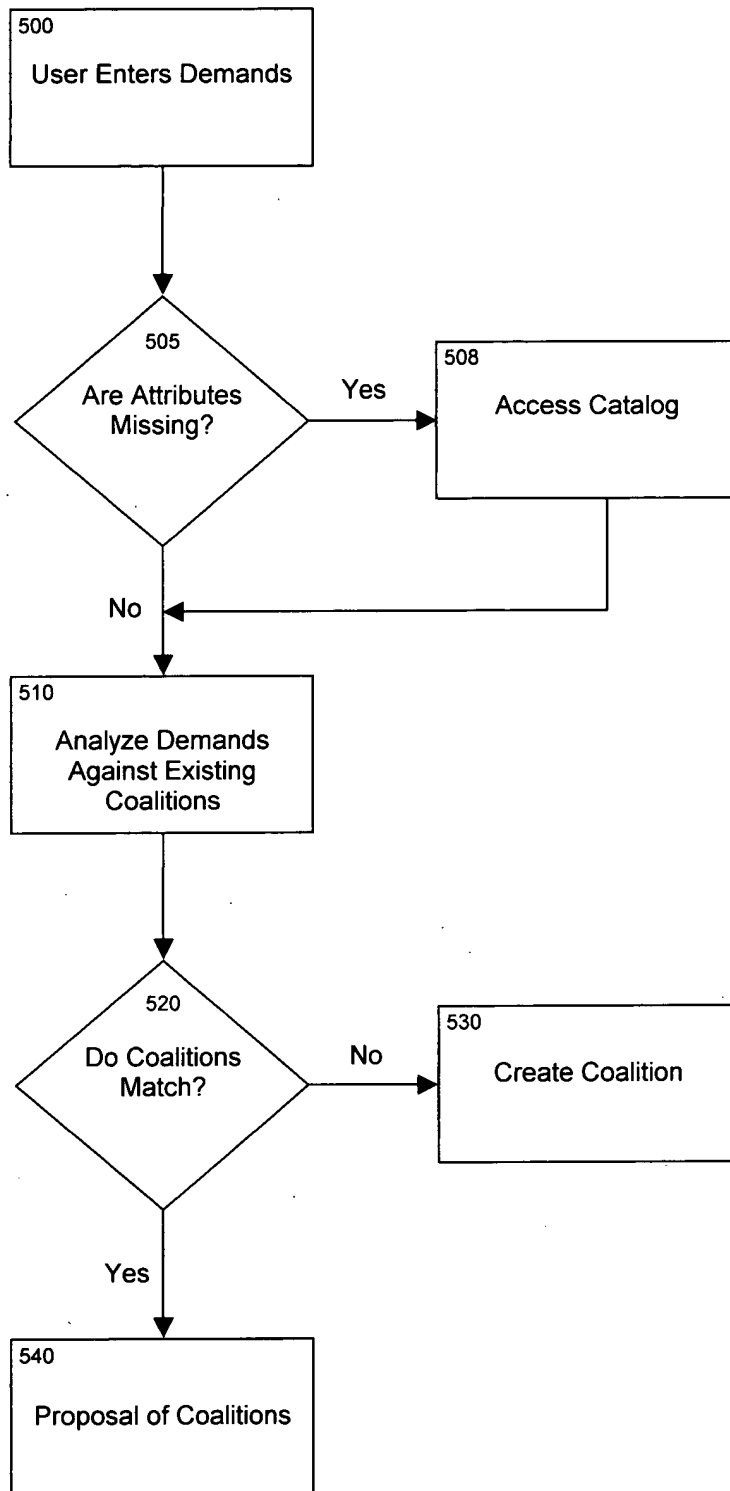 500
User Enters Demands
505
Are Attributes
Missing?
Yes
508
Access Catalog
No
510
Analyze Demands
Against Existing
Coalitions
520
Do Coalitions
Match?
No
530
Create Coalition
Yes
540
Proposal of Coalitions